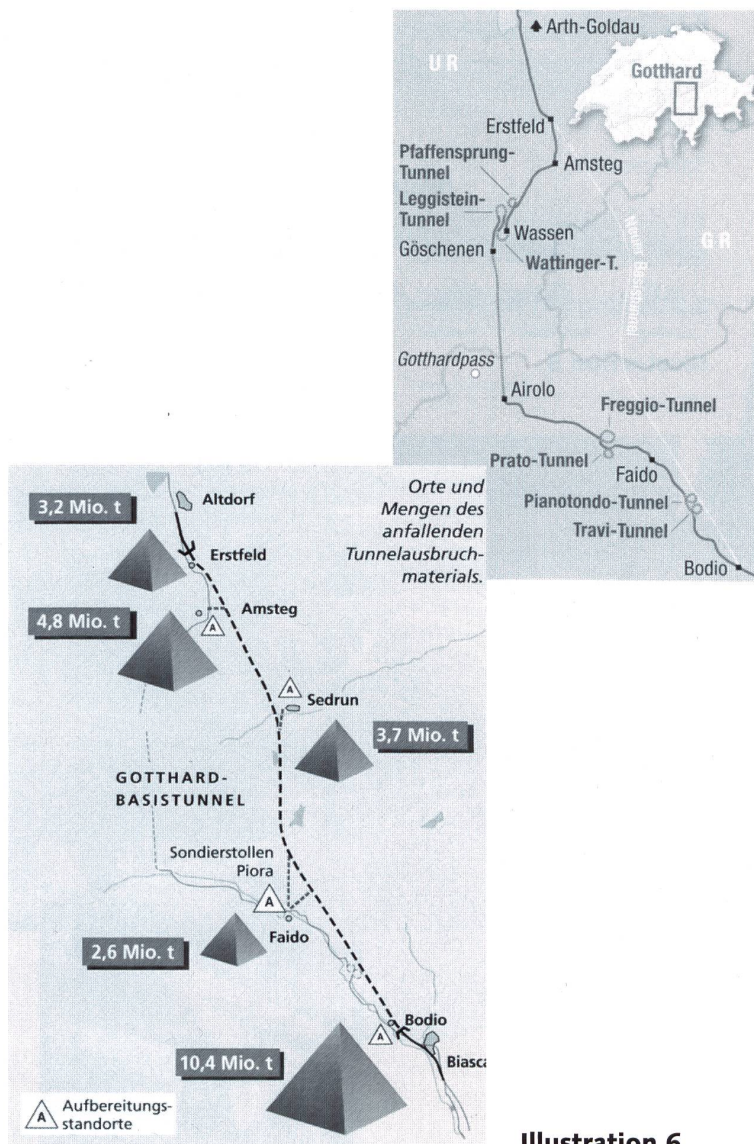 Arth-Goldau
UR
Gotthard
Erstfeld
Pfaffensprung-
Tunnel
Amsteg
Leggistein-
Tunnel
Wassen
GR
Göschenen
Wattinger-T.
Neuer Basistunnel
Gotthardpass
Airolo
Freggio-Tunnel
Prato-Tunnel
Faido
Pianotondo-Tunnel
Travi-Tunnel
Bodio
Orte und
Mengen des
anfallenden
Tunnelausbruch-
materials.
3,2 Mio. t
Altdorf
Erstfeld
4,8 Mio. t
Amsteg
A
A
Sedrun
3,7 Mio. t
GOTTHARD-
BASISTUNNEL
Sondierstollen
Piora
A
Faido
2,6 Mio. t
Bodio
A
Biasca
10,4 Mio. t
A Aufbereitungs-
standorte
Illustration 6